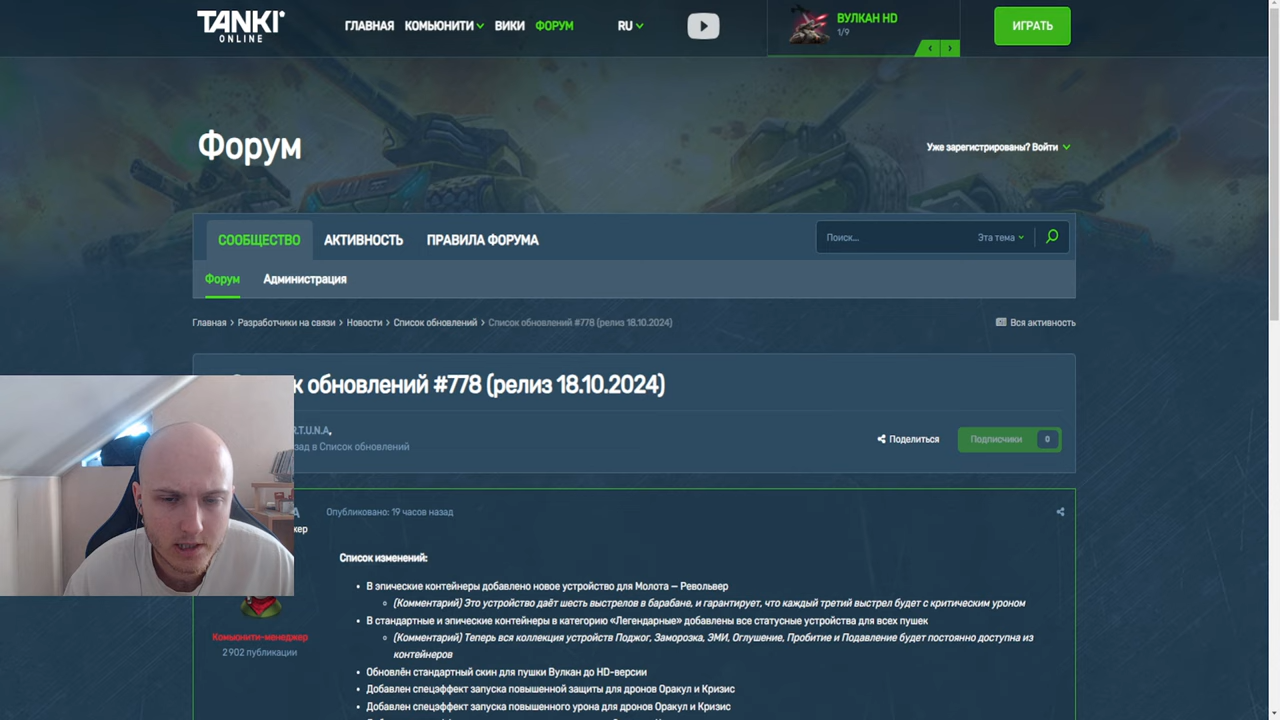 TANKI
ONLINE
ГЛАВНАЯ
КОМЬЮНИТИ
ВИКИ
ФОРУМ
RU
ВУЛКАН HD
1/9
ИГРАТЬ
Форум
Уже зарегистрированы? Войти
СООБЩЕСТВО
АКТИВНОСТЬ
ПРАВИЛА ФОРУМА
Поиск...
Эта тема
Форум
Администрация
Главная > Разработчики на связи > Новости > Список обновлений > Список обновлений #778 (релиз 18.10.2024)
Вся активность
к обновлений #778 (релиз 18.10.2024)
R.T.U.N.A,
зад в Список обновлений
Поделиться
Подписчики 0
A
жер
Опубликовано: 19 часов назад
Список изменений:
• В эпические контейнеры добавлено новое устройство для Молота — Револьвер
(Комментарий) Это устройство даёт шесть выстрелов в барабане, и гарантирует, что каждый третий выстрел будет с критическим уроном
• В стандартные и эпические контейнеры в категорию «Легендарные» добавлены все статусные устройства для всех пушек
(Комментарий) Теперь вся коллекция устройств Поджог, Заморозка, ЭМИ, Оглушение, Пробитие и Подавление будет постоянно доступна из
контейнеров
• Обновлён стандартный скин для пушки Вулкан до HD-версии
• Добавлен спецэффект запуска повышенной защиты для дронов Оракул и Кризис
• Добавлен спецэффект запуска повышенного урона для дронов Оракул и Кризис
Комьюнити-менеджер
2 902 публикации